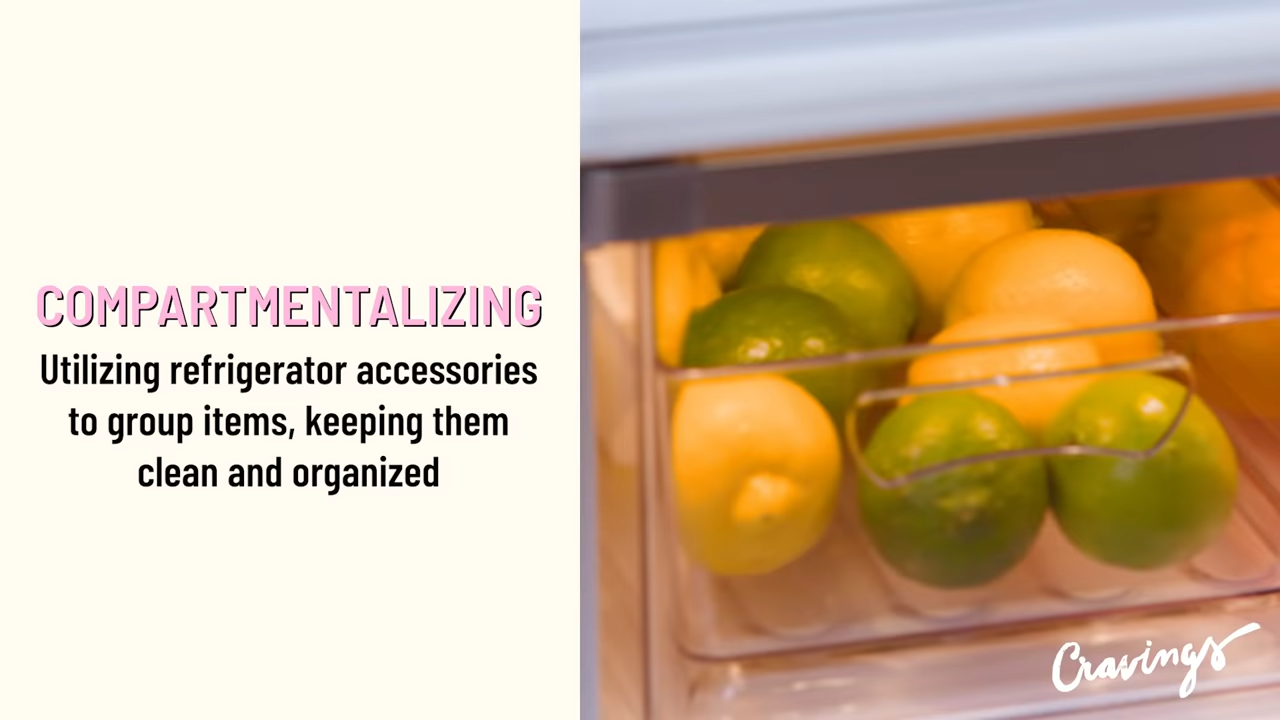 COMPARTMENTALIZING
Utilizing refrigerator accessories
to group items, keeping them
clean and organized
Cravings